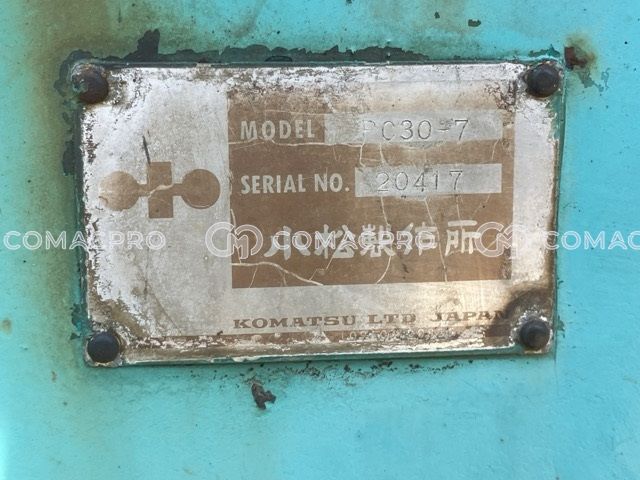 MODEL PC30-7
SERIAL NO. 20417
小松製作所
KOMATSU LTD JAPAN
COMACPRO COMACPRO COMAC